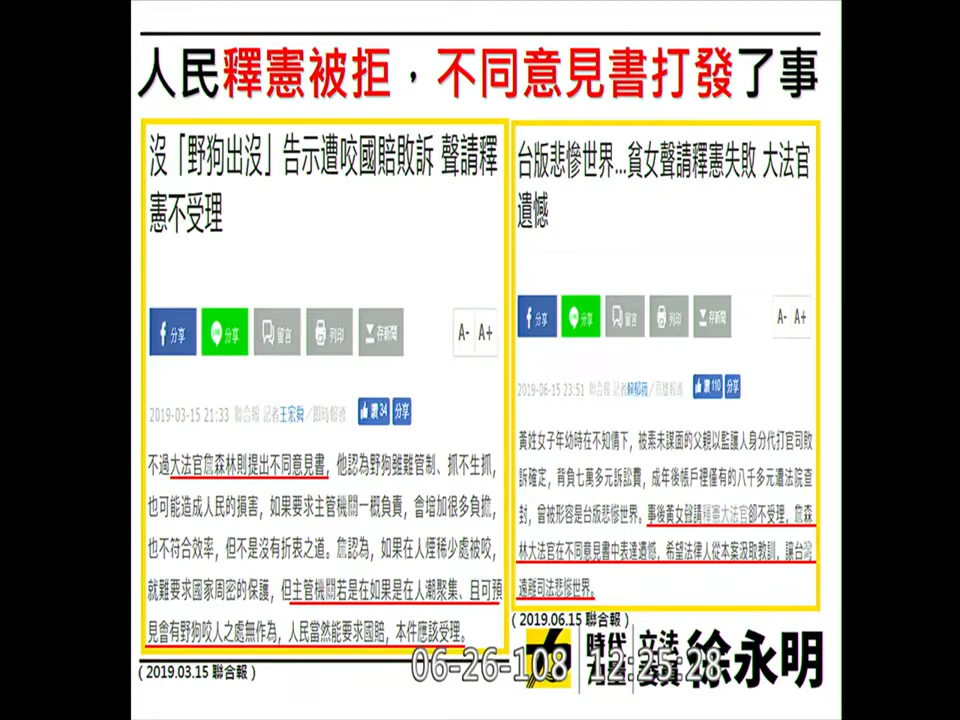 人民釋憲被拒，不同意見書打發了事
沒「野狗出沒」告示遭咬國賠敗訴 聲請釋
憲不受理
分享
分享
留言
列印
存新聞
A- A+
2019-03-15 21:33 聯合報 記者王宏舜／即時報導
讚 34 分享
不過大法官詹森林則提出不同意見書，他認為野狗雖難管制、抓不生抓，
也可能造成人民的損害，如果要求主管機關一概負責，會增加很多負擔，
也不符合效率，但不是沒有折衷之道。詹認為，如果在人煙稀少處被咬，
就難要求國家周密的保護，但主管機關若是在如果是在人潮聚集、且可預
見會有野狗咬人之處無作為，人民當然能要求國賠，本件應該受理。
(2019.03.15 聯合報)
台版悲慘世界...貧女聲請釋憲失敗 大法官
遺憾
分享
分享
留言
列印
存新聞
A- A+
2019-06-15 23:51 聯合報 記者
讚 110 分享
黃姓女子年幼時在不知情下，被素未謀面的父親以監護人身分代打官司敗
訴確定，背負七萬多元訴訟費，成年後帳戶裡僅有的八千多元遭法院查
封，曾被形容是台版悲慘世界。事後黃女聲請釋憲大法官卻不受理，詹森
林大法官在不同意見書中表達遺憾，希望法律人從本案汲取教訓，讓台灣
遠離司法悲慘世界。
(2019.06.15 聯合報)
時代力量 立法委員 徐永明
06-26-108 12:25:28